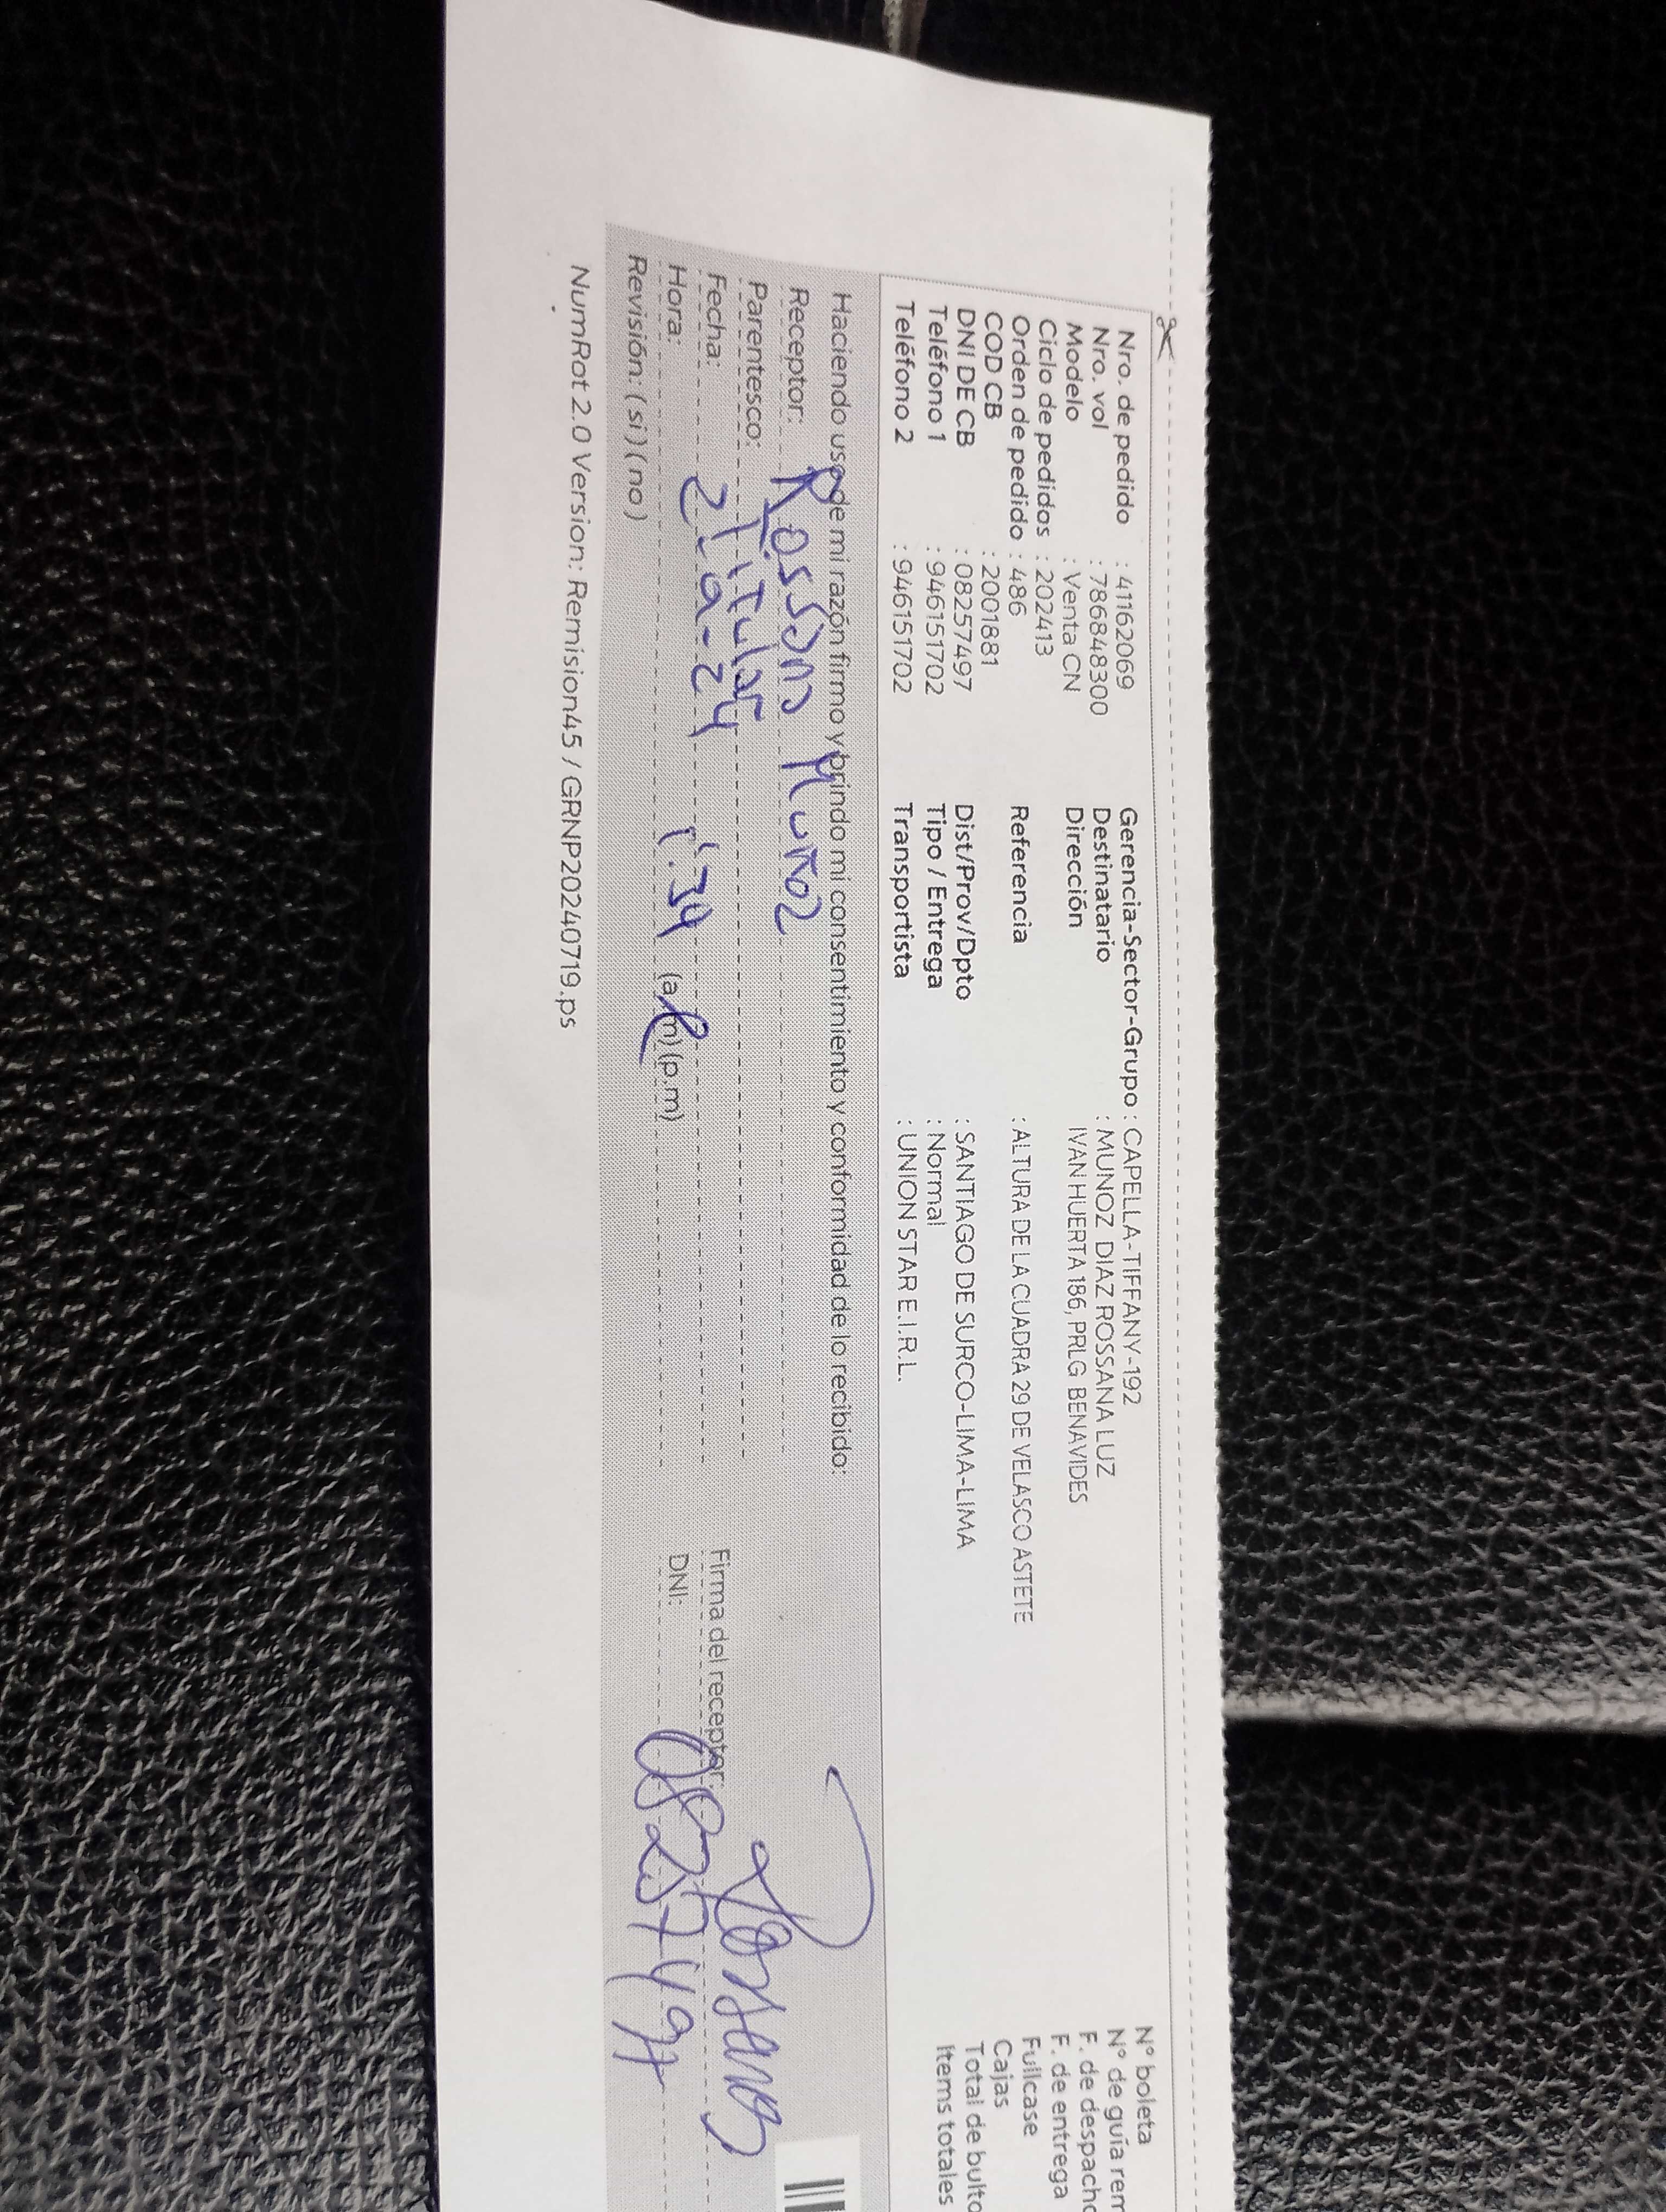 Nro. de pedido : 411620​69 Gerencia-Sector-Grupo : CAPELLA-TIFFANY-192 N° boleta
Nro. vol : 786848300 Destinatario : MUNOZ DIAZ ROSSANA LUZ N° de guía rem
Modelo : Venta CN Dirección IVAN HUERTA 186, PRLG BENAVIDES F. de despacho
Ciclo de pedidos : 202413 F. de entrega
Orden de pedido : 486 Referencia : ALTURA DE LA CUADRA 29 DE VELASCO ASTETE Fullcase
COD CB : 2001881 Cajas
DNI DE CB : 08257497 Dist/Prov/Dpto : SANTIAGO DE SURCO-LIMA-LIMA Total de bulto
Teléfono 1 : 946151702 Tipo / Entrega : Normal Items totales
Teléfono 2 : 946151702 Transportista : UNION STAR E.I.R.L.
Haciendo uso de mi razón firmo y brindo mi consentimiento y conformidad de lo recibido:
Receptor: Rossana Muñoz
Parentesco: Titular
Fecha: 21-9-24 Firma del receptor: Rossana
Hora: 1:34 (a.m) (p.m) DNI: 08257497
Revisión: ( si ) ( no )
NumRot 2.0 Version: Remision45 / GRNP20240719.ps